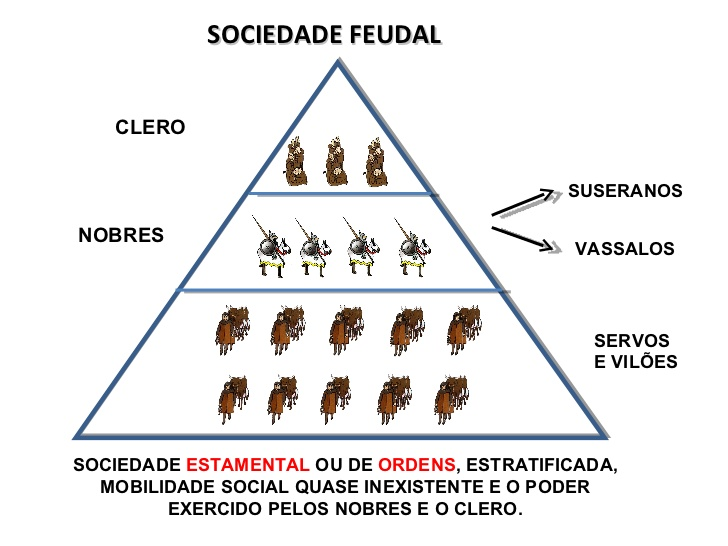 SOCIEDADE FEUDAL
CLERO
SUSERANOS
NOBRES
VASSALOS
SERVOS
E VILÕES
SOCIEDADE ESTAMENTAL OU DE ORDENS, ESTRATIFICADA,
MOBILIDADE SOCIAL QUASE INEXISTENTE E O PODER
EXERCIDO PELOS NOBRES E O CLERO.